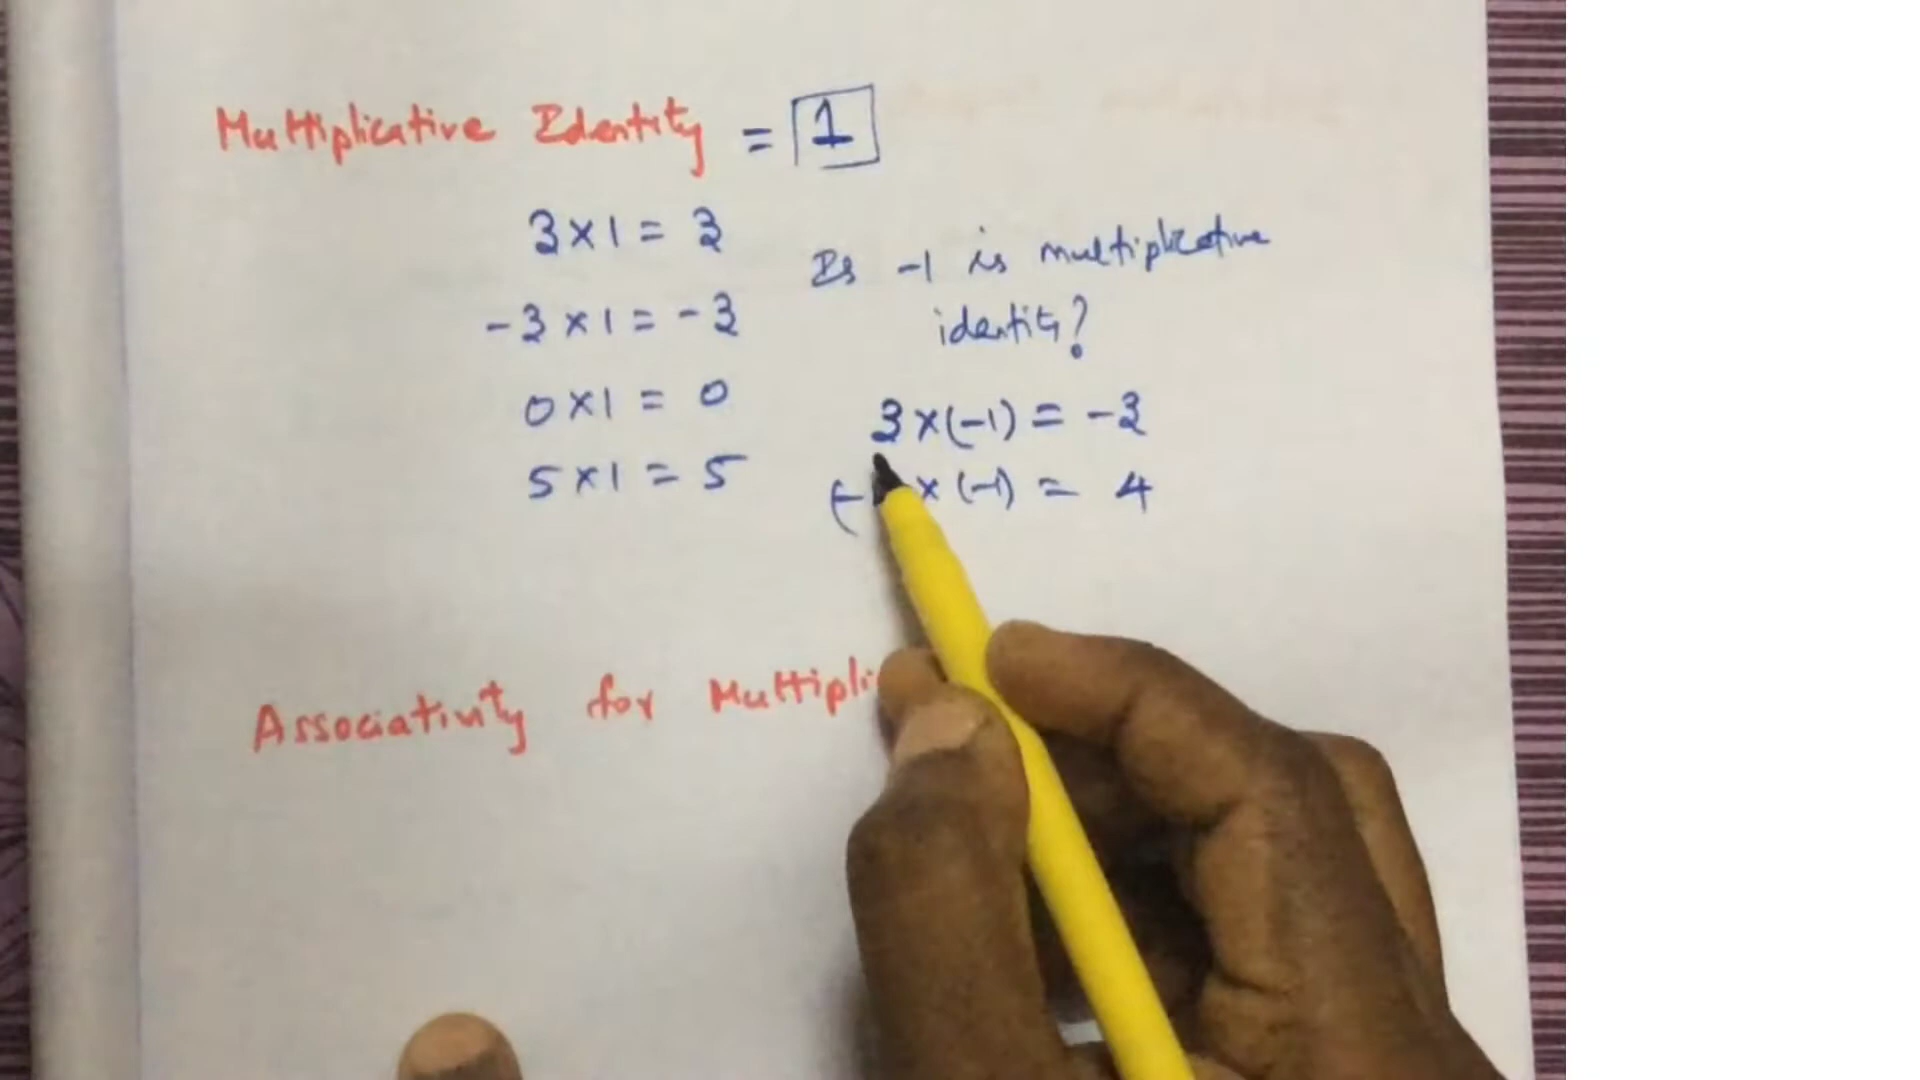 Multiplicative Identity = 1
3 × 1 = 3
-3 × 1 = -3
0 × 1 = 0
5 × 1 = 5
Is -1 is multiplicative
identity?
3 × (-1) = -3
(- × (-1) = 4
Associativity for